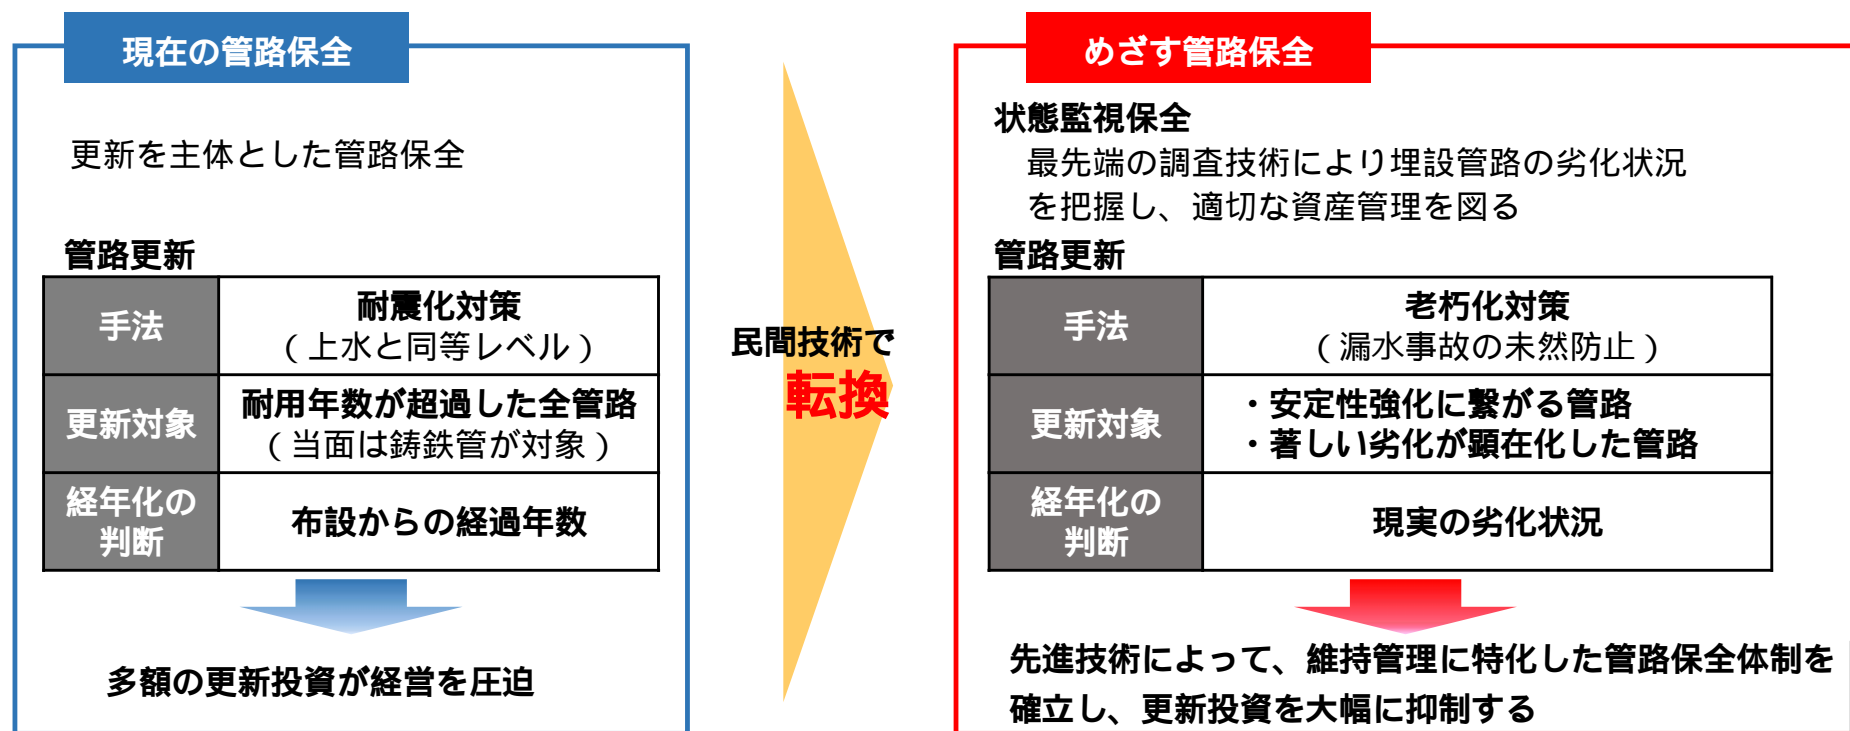 現在の管路保全
更新を主体とした管路保全
管路更新
手法
耐震化対策
（上水と同等レベル）
更新対象
耐用年数が超過した全管路
（当面は鋳鉄管が対象）
経年化の
判断
布設からの経過年数
多額の更新投資が経営を圧迫
民間技術で
転換
めざす管路保全
状態監視保全
最先端の調査技術により埋設管路の劣化状況
を把握し、適切な資産管理を図る
管路更新
手法
老朽化対策
（漏水事故の未然防止）
更新対象
・安定性強化に繋がる管路
・著しい劣化が顕在化した管路
経年化の
判断
現実の劣化状況
先進技術によって、維持管理に特化した管路保全体制を
確立し、更新投資を大幅に抑制する